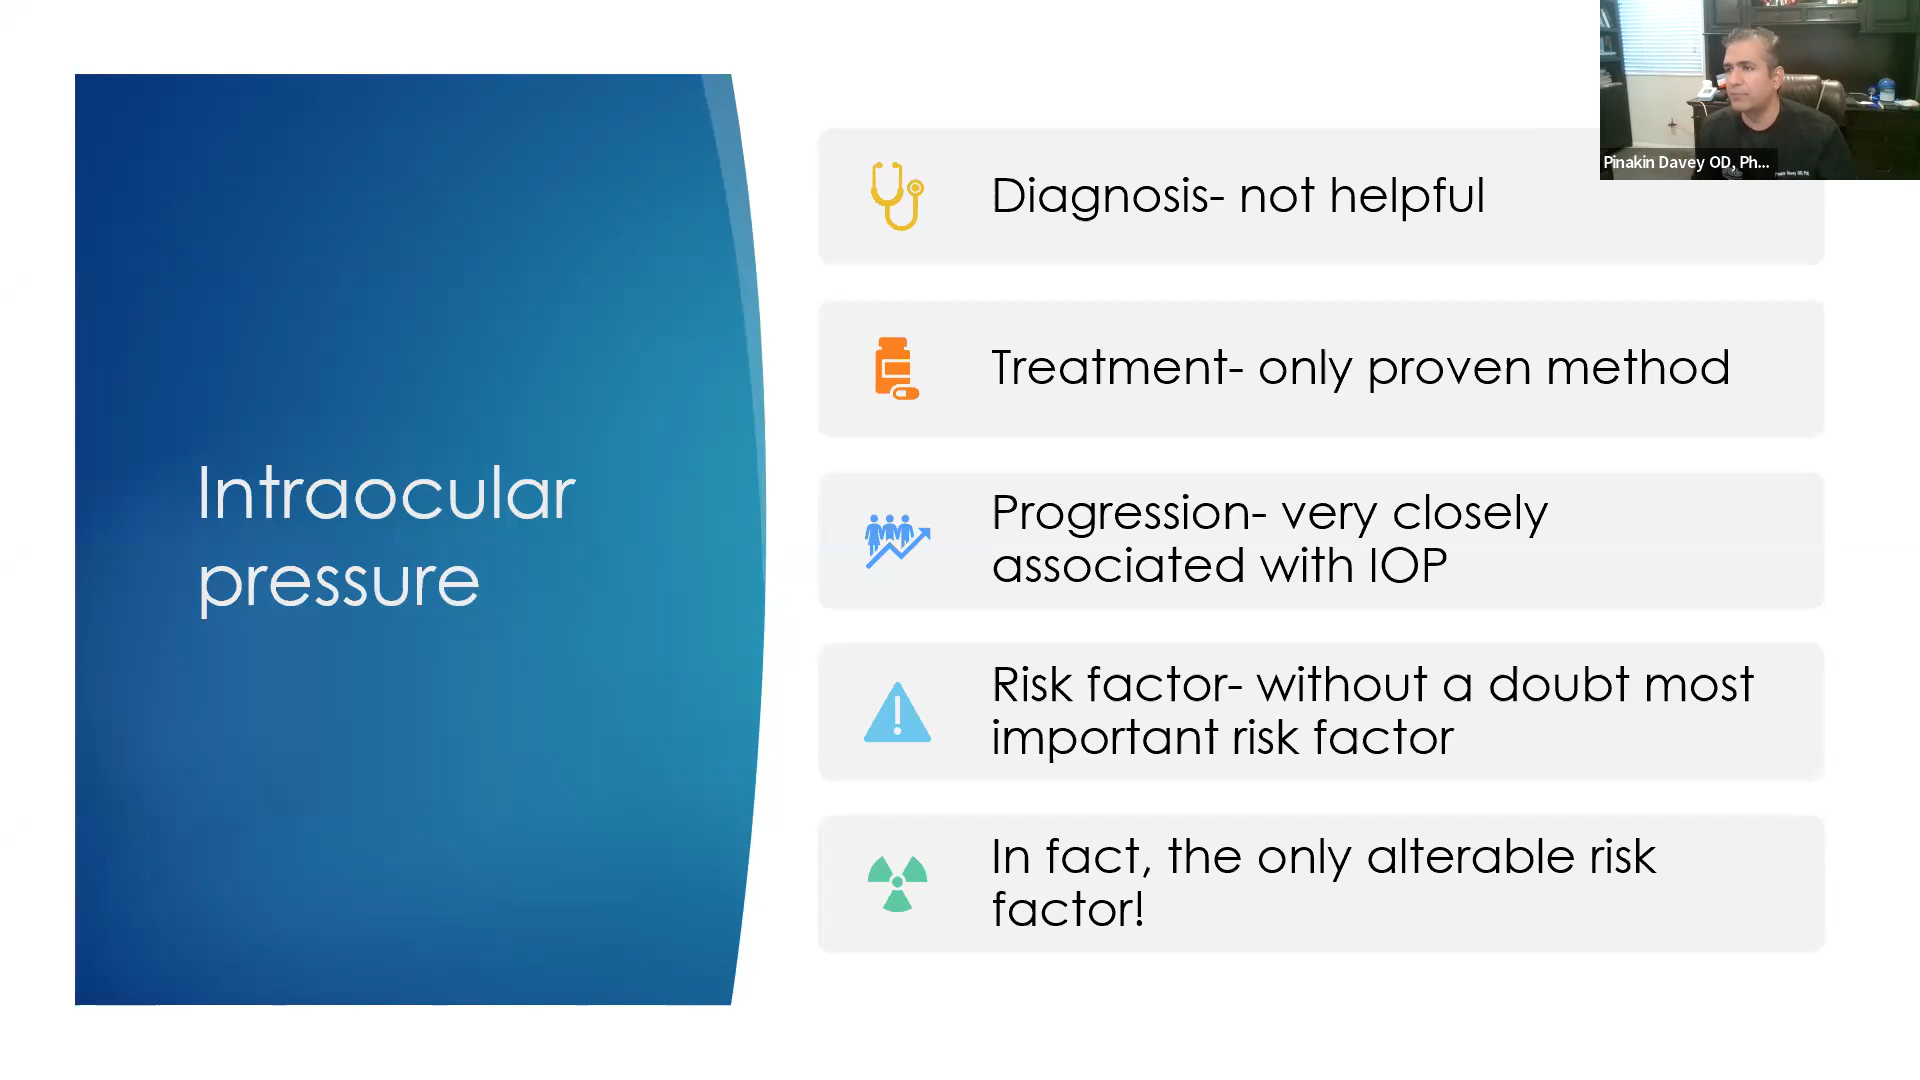 Intraocular
pressure
Diagnosis- not helpful
Treatment- only proven method
Progression- very closely
associated with IOP
Risk factor- without a doubt most
important risk factor
In fact, the only alterable risk
factor!
Pinakin Davey OD, Ph...